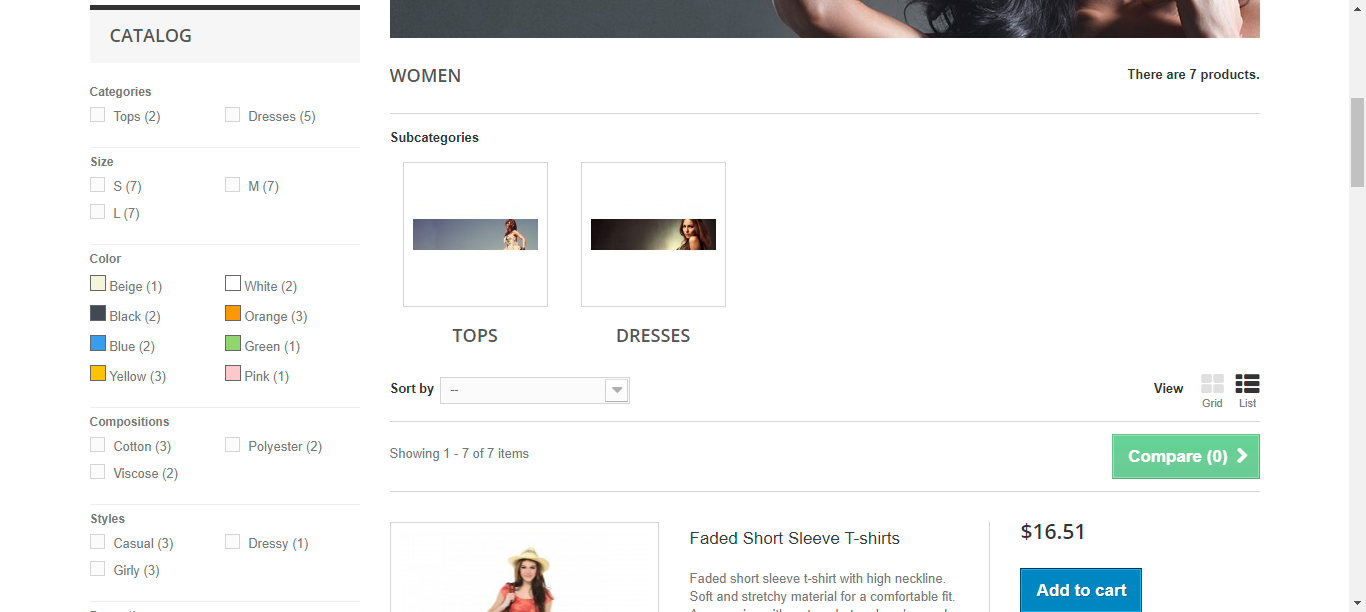 CATALOG
Categories
Tops (2)
Dresses (5)
Size
S (7)
M (7)
L (7)
Color
Beige (1)
White (2)
Black (2)
Orange (3)
Blue (2)
Green (1)
Yellow (3)
Pink (1)
Compositions
Cotton (3)
Polyester (2)
Viscose (2)
Styles
Casual (3)
Dressy (1)
Girly (3)
WOMEN
There are 7 products.
Subcategories
TOPS
DRESSES
Sort by
--
View
Grid
List
Showing 1 - 7 of 7 items
Compare (0)
Faded Short Sleeve T-shirts
$16.51
Faded short sleeve t-shirt with high neckline.
Soft and stretchy material for a comfortable fit.
Add to cart